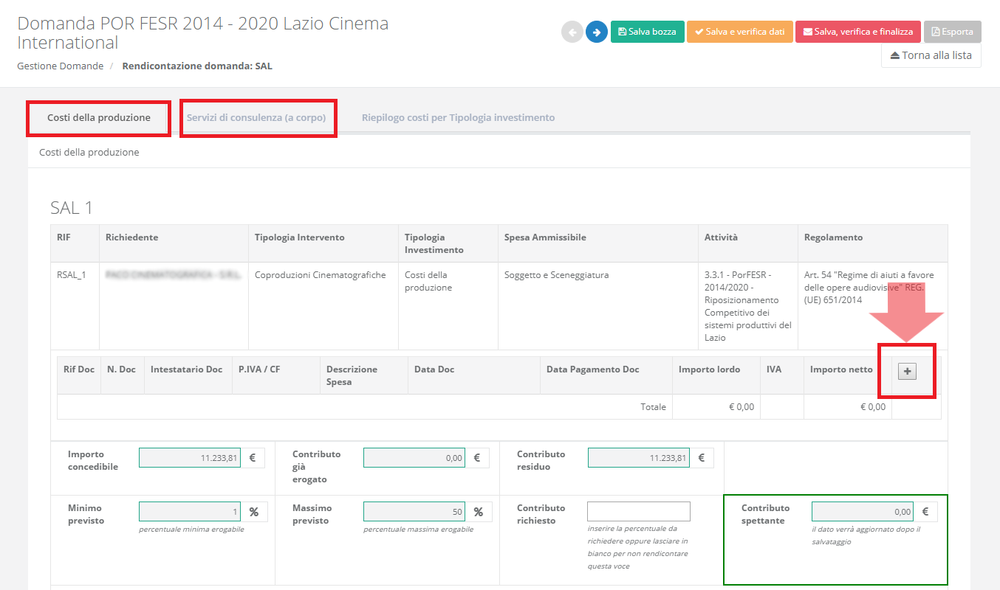 Domanda POR FESR 2014 - 2020 Lazio Cinema
International
Gestione Domande / Rendicontazione domanda: SAL
Salva bozza
Salva e verifica dati
Salva, verifica e finalizza
Esporta
Torna alla lista
Costi della produzione
Servizi di consulenza (a corpo)
Riepilogo costi per Tipologia investimento
Costi della produzione
SAL 1
RIF
Richiedente
Tipologia Intervento
Tipologia
Investimento
Spesa Ammissibile
Attività
Regolamento
RSAL_1
PACO CINEMATOGRAFICA - S.R.L.
Coproduzioni Cinematografiche
Costi della
produzione
Soggetto e Sceneggiatura
3.3.1 - PorFESR -
2014/2020 -
Riposizionamento
Competitivo dei
sistemi produttivi del
Lazio
Art. 54 "Regime di aiuti a favore
delle opere audiovisive" REG.
(UE) 651/2014
Rif Doc
N. Doc
Intestatario Doc
P.IVA / CF
Descrizione
Spesa
Data Doc
Data Pagamento Doc
Importo lordo
IVA
Importo netto
+
Totale
€ 0,00
€ 0,00
Importo
concedibile
11.233,81 €
Contributo
già
erogato
0,00 €
Contributo
residuo
11.233,81 €
Minimo
previsto
1 %
percentuale minima erogabile
Massimo
previsto
50 %
percentuale massima erogabile
Contributo
richiesto
inserire la percentuale da
richiedere oppure lasciare in
bianco per non rendicontare
questa voce
Contributo
spettante
0,00 €
il dato verrà aggiornato dopo il
salvataggio